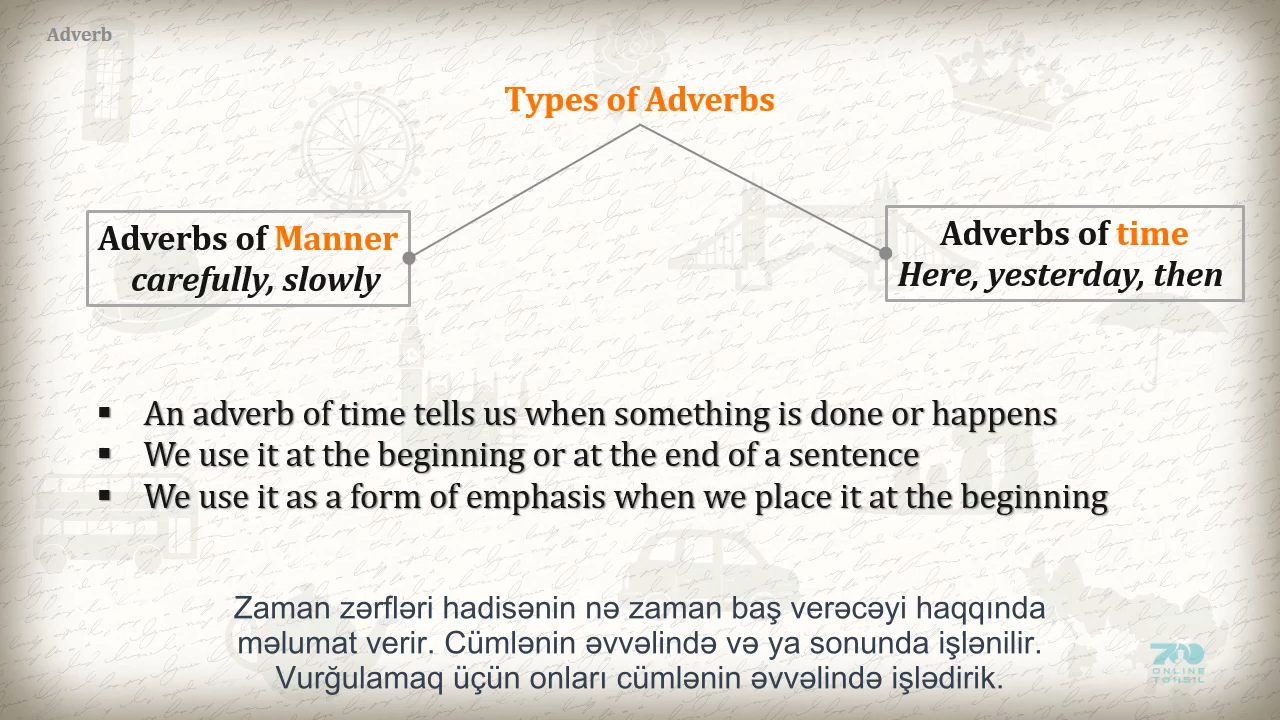 Adverb
Types of Adverbs
Adverbs of Manner
carefully, slowly
Adverbs of time
Here, yesterday, then
▪ An adverb of time tells us when something is done or happens
▪ We use it at the beginning or at the end of a sentence
▪ We use it as a form of emphasis when we place it at the beginning
Zaman zərfləri hadisənin nə zaman baş verəcəyi haqqında
məlumat verir. Cümlənin əvvəlində və ya sonunda işlənilir.
Vurğulamaq üçün onları cümlənin əvvəlində işlədirik.
700
ONLINE
TƏHSİL